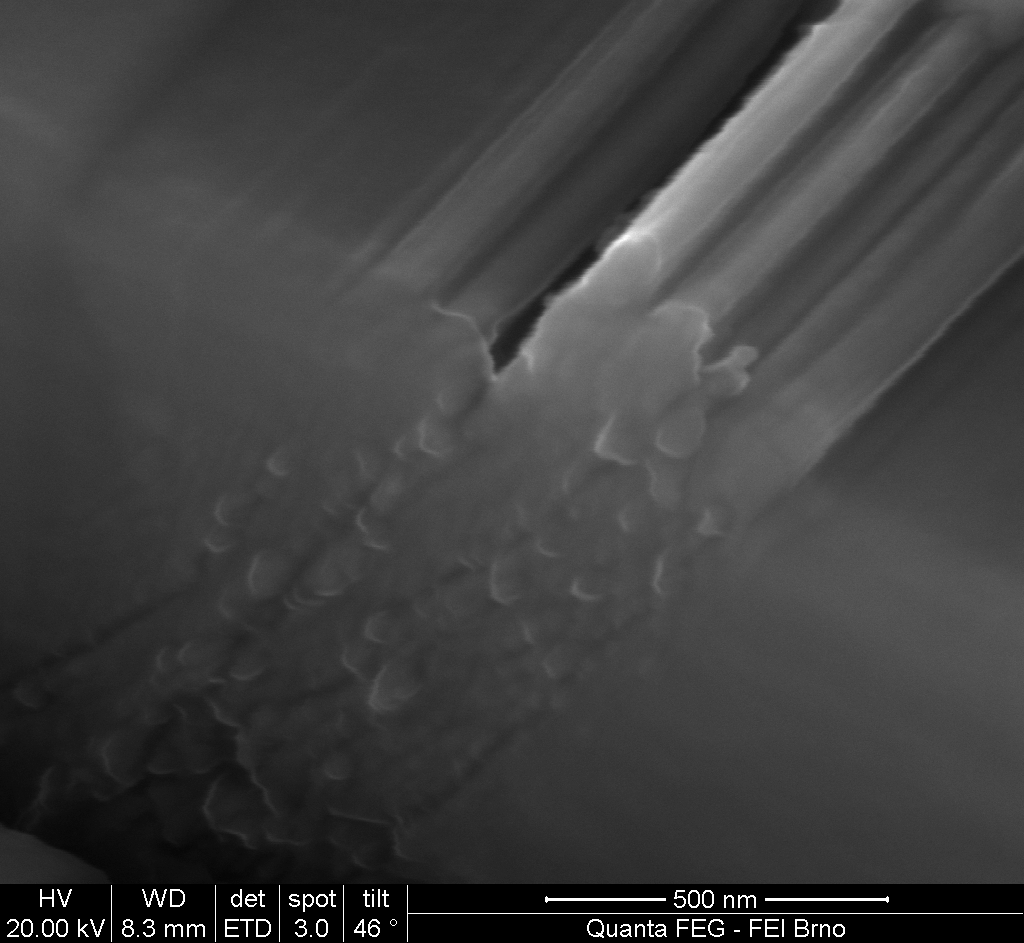 HV WD det spot tilt 500 nm
20.00 kV 8.3 mm ETD 3.0 46 ° Quanta FEG - FEI Brno